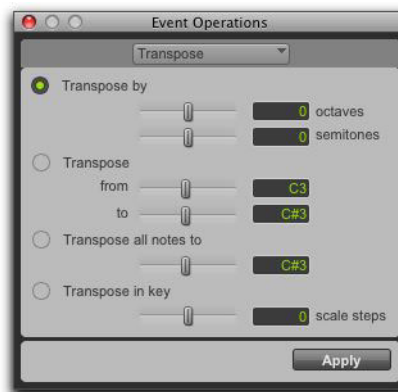 Event Operations
Transpose
Transpose by
0 octaves
0 semitones
Transpose
from C3
to C#3
Transpose all notes to
C#3
Transpose in key
0 scale steps
Apply